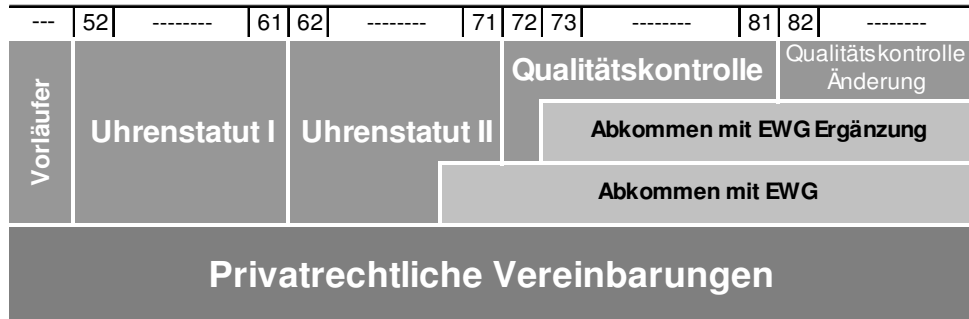 --- 52 -------- 61 62 -------- 71 72 73 -------- 81 82 --------
Vorläufer
Uhrenstatut I
Uhrenstatut II
Qualitätskontrolle
Qualitätskontrolle
Änderung
Abkommen mit EWG Ergänzung
Abkommen mit EWG
Privatrechtliche Vereinbarungen